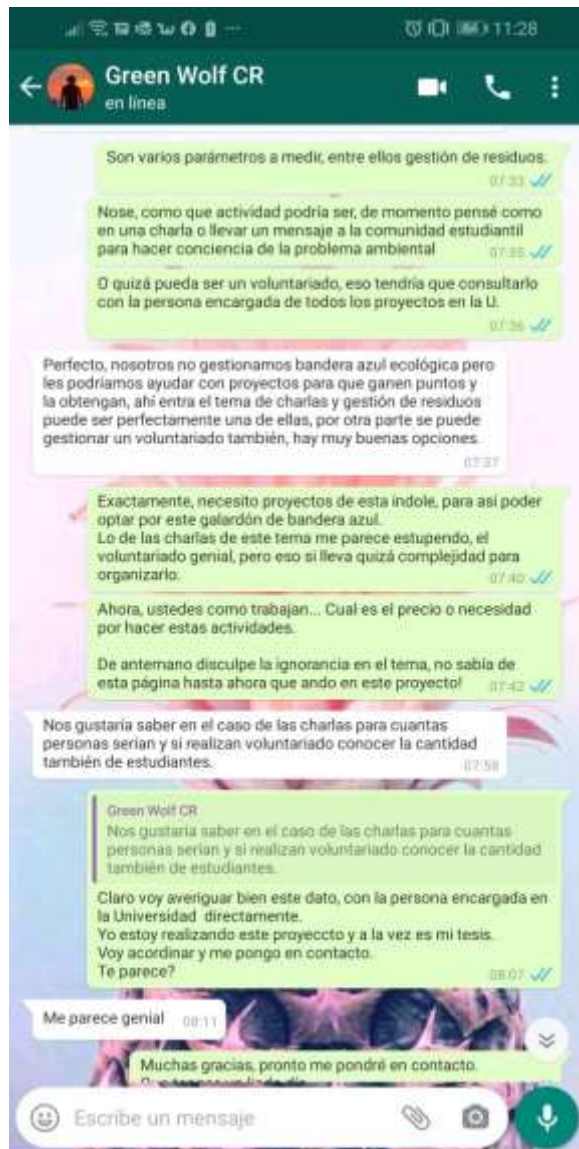 11:28
Green Wolf CR
en línea
Son varios parámetros a medir, entre ellos gestión de residuos.
07:33
Nose, como que actividad podría ser, de momento pensé como
en una charla o llevar un mensaje a la comunidad estudiantil
para hacer conciencia de la problema ambiental
07:35
O quizá pueda ser un voluntariado, eso tendría que consultarlo
con la persona encargada de todos los proyectos en la U.
07:36
Perfecto, nosotros no gestionamos bandera azul ecológica pero
les podríamos ayudar con proyectos para que ganen puntos y
la obtengan, ahí entra el tema de charlas y gestión de residuos
puede ser perfectamente una de ellas, por otra parte se puede
gestionar un voluntariado también, hay muy buenas opciones.
07:37
Exactamente, necesito proyectos de esta índole, para así poder
optar por este galardón de bandera azul.
Lo de las charlas de este tema me parece estupendo, el
voluntariado genial, pero eso si lleva quizá complejidad para
organizarlo.
07:40
Ahora, ustedes como trabajan... Cual es el precio o necesidad
por hacer estas actividades.
De antemano disculpe la ignorancia en el tema, no sabía de
esta página hasta ahora que ando en este proyecto!
07:42
Nos gustaría saber en el caso de las charlas para cuantas
personas serian y si realizan voluntariado conocer la cantidad
también de estudiantes.
07:58
Green Wolf CR
Nos gustaría saber en el caso de las charlas para cuantas
personas serian y si realizan voluntariado conocer la cantidad
también de estudiantes.
Claro voy averiguar bien este dato, con la persona encargada en
la Universidad directamente.
Yo estoy realizando este proyeccto y a la vez es mi tesis.
Voy acordinar y me pongo en contacto.
Te parece?
08:07
Me parece genial
08:11
Muchas gracias, pronto me pondré en contacto.
Escribe un mensaje